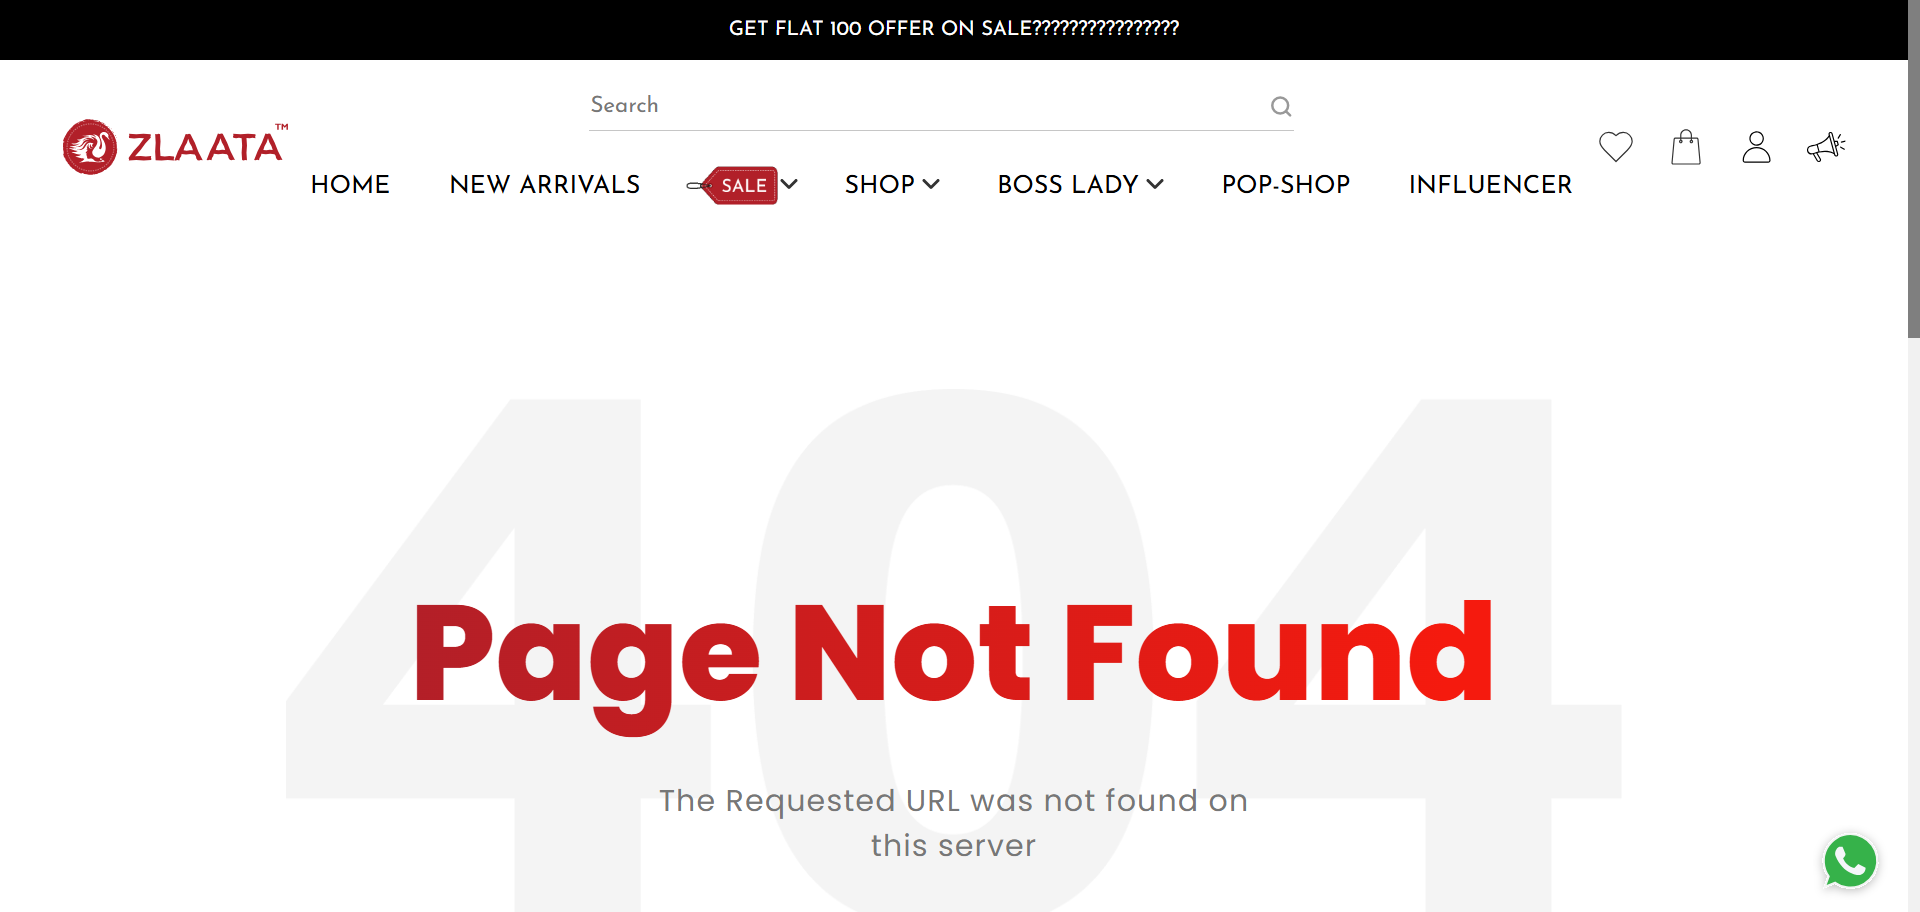 GET FLAT 100 OFFER ON SALE????????????????
Search
ZLAATA™
HOME
NEW ARRIVALS
SALE
SHOP
BOSS LADY
POP-SHOP
INFLUENCER
404
Page Not Found
The Requested URL was not found on
this server